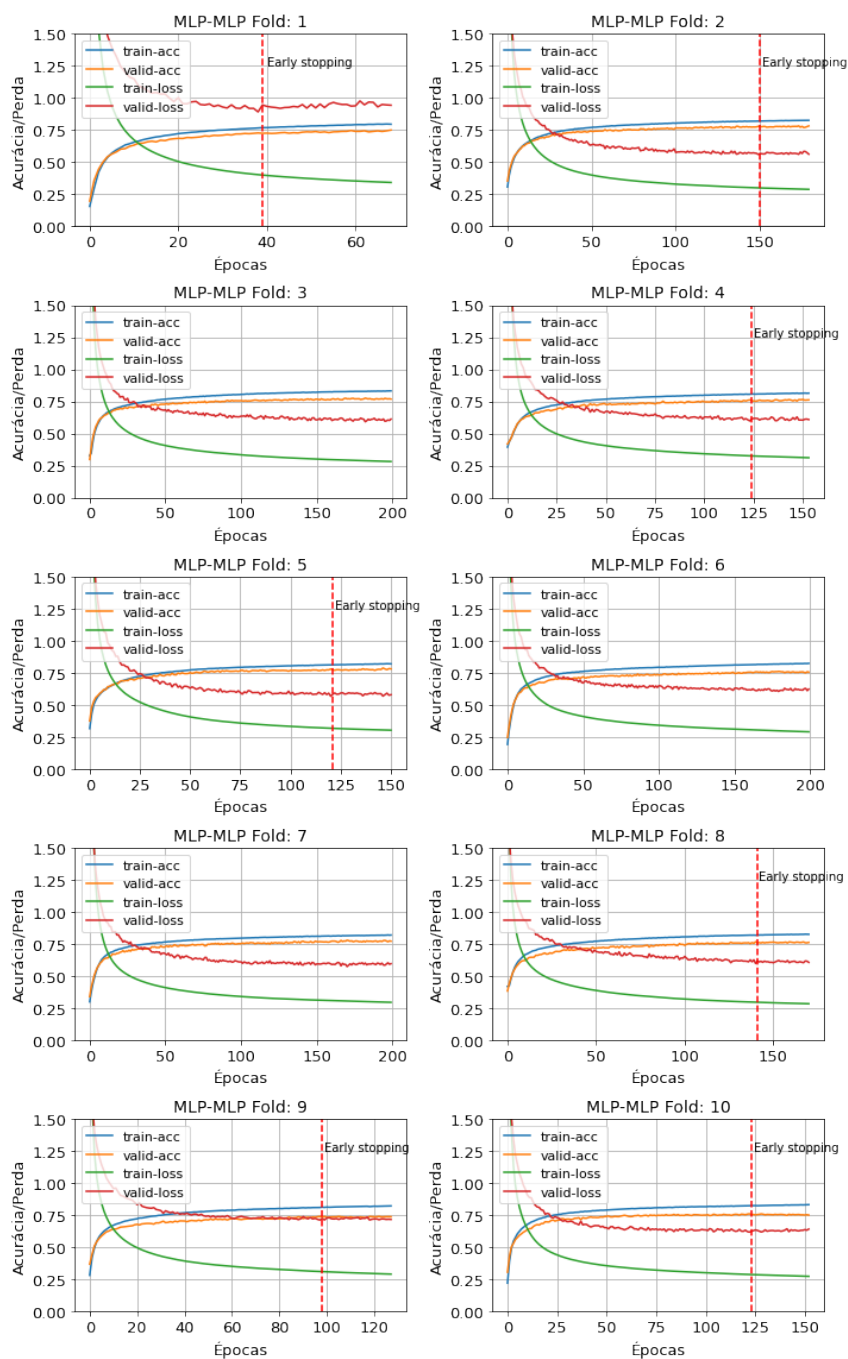 MLP-MLP Fold: 1
1.50
1.25
1.00
0.75
0.50
0.25
0.00
Acurácia/Perda
train-acc
valid-acc
train-loss
valid-loss
Early stopping
0 20 40 60
Épocas
MLP-MLP Fold: 2
1.50
1.25
1.00
0.75
0.50
0.25
0.00
Acurácia/Perda
train-acc
valid-acc
train-loss
valid-loss
Early stopping
0 50 100 150
Épocas
MLP-MLP Fold: 3
1.50
1.25
1.00
0.75
0.50
0.25
0.00
Acurácia/Perda
train-acc
valid-acc
train-loss
valid-loss
0 50 100 150 200
Épocas
MLP-MLP Fold: 4
1.50
1.25
1.00
0.75
0.50
0.25
0.00
Acurácia/Perda
train-acc
valid-acc
train-loss
valid-loss
Early stopping
0 25 50 75 100 125 150
Épocas
MLP-MLP Fold: 5
1.50
1.25
1.00
0.75
0.50
0.25
0.00
Acurácia/Perda
train-acc
valid-acc
train-loss
valid-loss
Early stopping
0 25 50 75 100 125 150
Épocas
MLP-MLP Fold: 6
1.50
1.25
1.00
0.75
0.50
0.25
0.00
Acurácia/Perda
train-acc
valid-acc
train-loss
valid-loss
0 50 100 150 200
Épocas
MLP-MLP Fold: 7
1.50
1.25
1.00
0.75
0.50
0.25
0.00
Acurácia/Perda
train-acc
valid-acc
train-loss
valid-loss
0 50 100 150 200
Épocas
MLP-MLP Fold: 8
1.50
1.25
1.00
0.75
0.50
0.25
0.00
Acurácia/Perda
train-acc
valid-acc
train-loss
valid-loss
Early stopping
0 50 100 150
Épocas
MLP-MLP Fold: 9
1.50
1.25
1.00
0.75
0.50
0.25
0.00
Acurácia/Perda
train-acc
valid-acc
train-loss
valid-loss
Early stopping
0 20 40 60 80 100 120
Épocas
MLP-MLP Fold: 10
1.50
1.25
1.00
0.75
0.50
0.25
0.00
Acurácia/Perda
train-acc
valid-acc
train-loss
valid-loss
Early stopping
0 25 50 75 100 125 150
Épocas